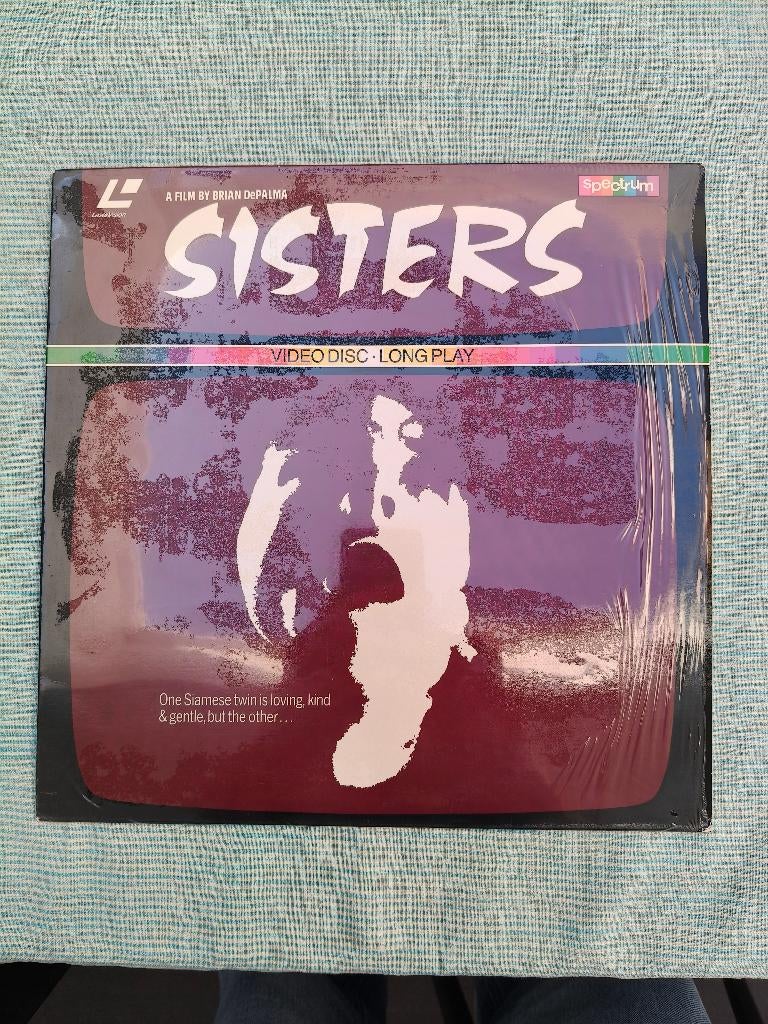 A FILM BY BRIAN DePALMA
spectrum
LaserVision
SISTERS
VIDEO DISC · LONG PLAY
One Siamese twin is loving, kind
& gentle, but the other...